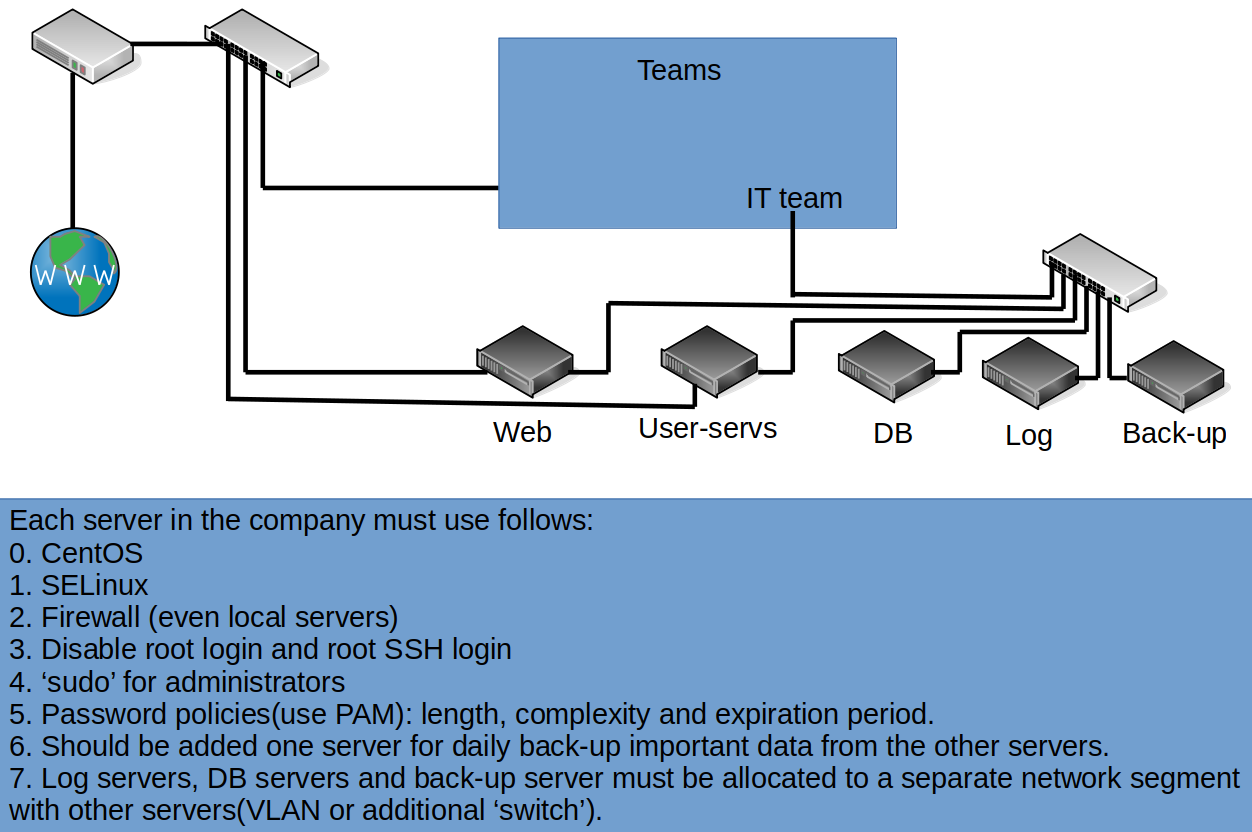 Teams
IT team
W W W
Web
User-servs
DB
Log
Back-up
Each server in the company must use follows:
0. CentOS
1. SELinux
2. Firewall (even local servers)
3. Disable root login and root SSH login
4. ‘sudo’ for administrators
5. Password policies(use PAM): length, complexity and expiration period.
6. Should be added one server for daily back-up important data from the other servers.
7. Log servers, DB servers and back-up server must be allocated to a separate network segment
with other servers(VLAN or additional ‘switch’).